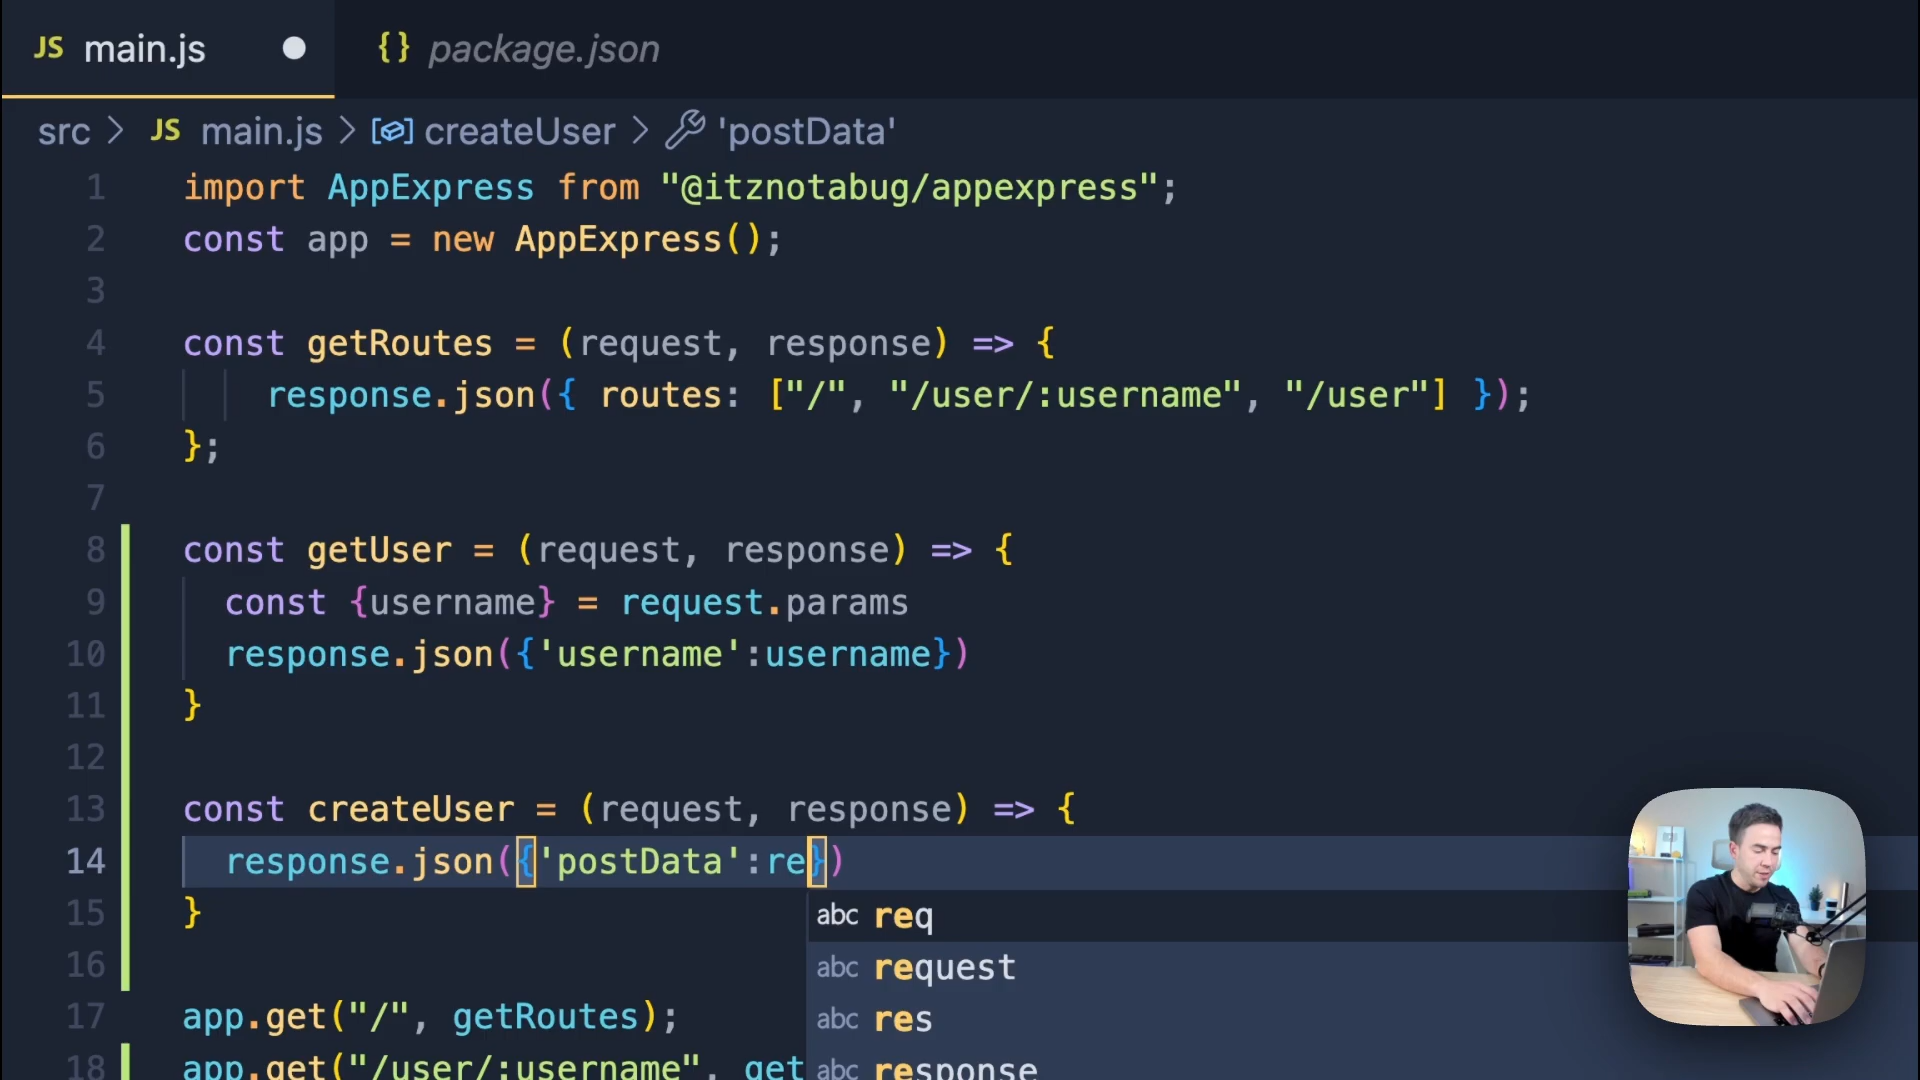 JS main.js {} package.json
src > JS main.js > createUser > 'postData'
1 import AppExpress from "@itznotabug/appexpress";
2 const app = new AppExpress();
3
4 const getRoutes = (request, response) => {
5 response.json({ routes: ["/", "/user/:username", "/user"] });
6 };
7
8 const getUser = (request, response) => {
9 const {username} = request.params
10 response.json({'username':username})
11 }
12
13 const createUser = (request, response) => {
14 response.json({'postData':re})
15 }
abc req
16
abc request
17 app.get("/", getRoutes);
abc res
18 app.get("/user/:username", get
abc response